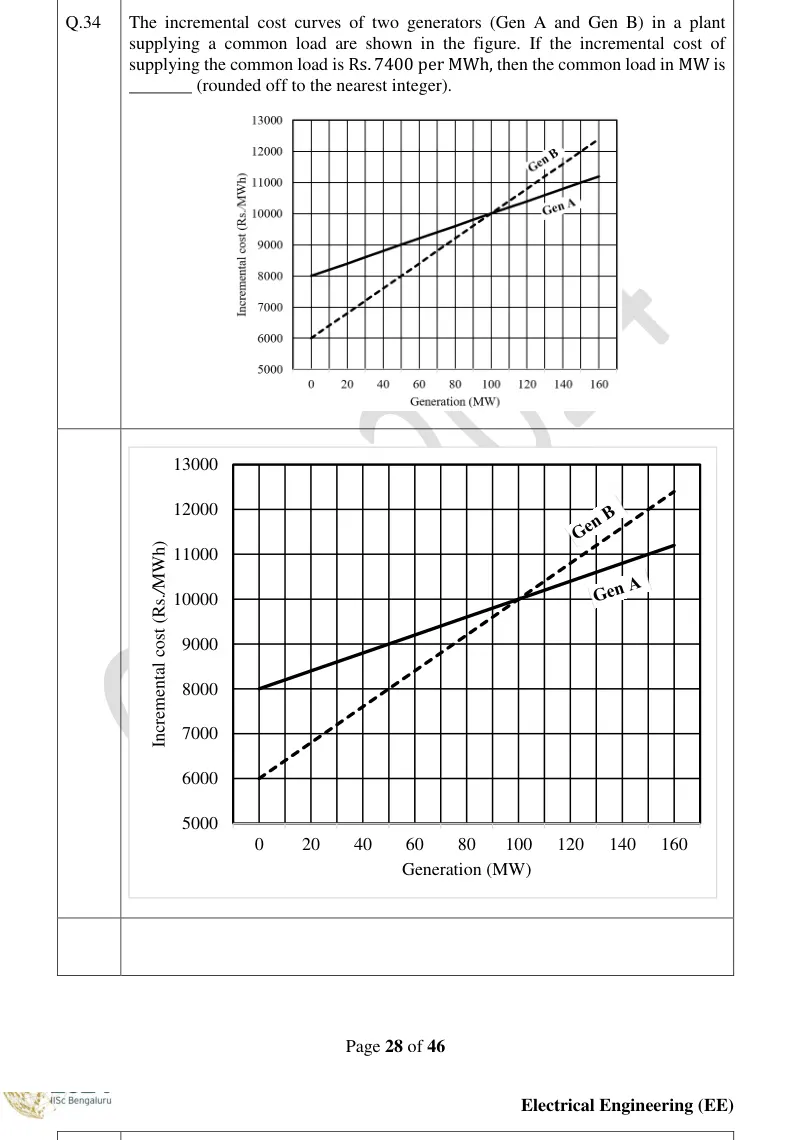 Q.34 The incremental cost curves of two generators (Gen A and Gen B) in a plant
supplying a common load are shown in the figure. If the incremental cost of
supplying the common load is Rs. 7400 per MWh, then the common load in MW is
_______ (rounded off to the nearest integer).
13000
12000
11000
10000
9000
8000
7000
6000
5000
Incremental cost (Rs./MWh)
Gen B
Gen A
0 20 40 60 80 100 120 140 160
Generation (MW)
13000
12000
11000
10000
9000
8000
7000
6000
5000
Incremental cost (Rs./MWh)
Gen B
Gen A
0 20 40 60 80 100 120 140 160
Generation (MW)
Page 28 of 46
IISc Bengaluru
Electrical Engineering (EE)